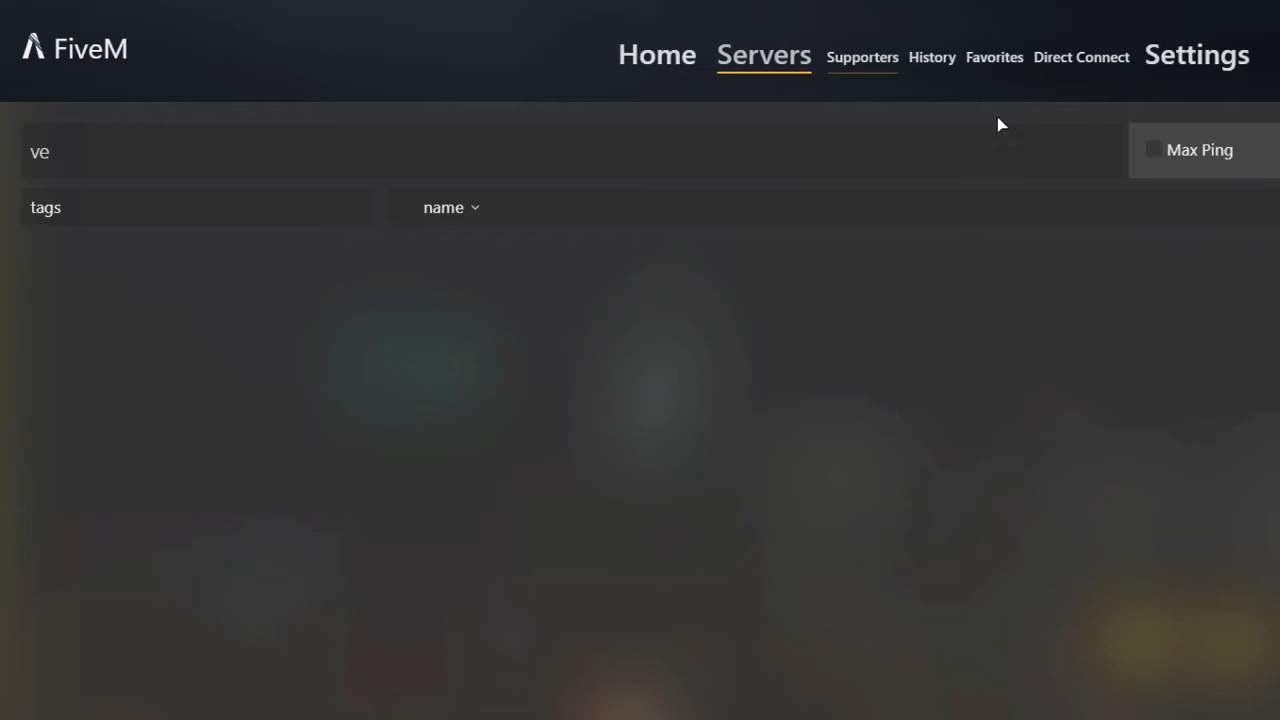 FiveM
Home Servers Supporters History Favorites Direct Connect Settings
ve
Max Ping
tags
name